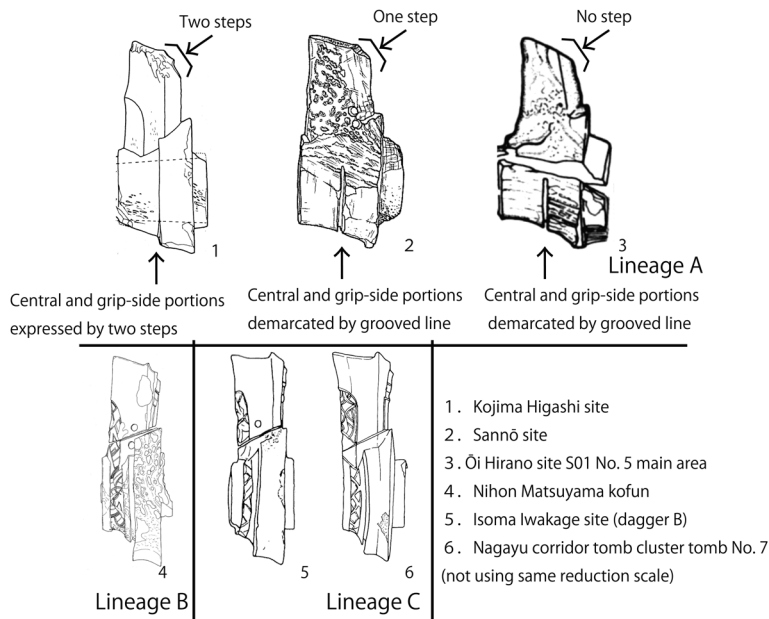 Two steps
One step
No step
1
2
3
Lineage A
Central and grip-side portions
expressed by two steps
Central and grip-side portions
demarcated by grooved line
Central and grip-side portions
demarcated by grooved line
4
Lineage B
5
6
Lineage C
1. Kojima Higashi site
2. Sannō site
3. Ōi Hirano site S01 No. 5 main area
4. Nihon Matsuyama kofun
5. Isoma Iwakage site (dagger B)
6. Nagayu corridor tomb cluster tomb No. 7
(not using same reduction scale)